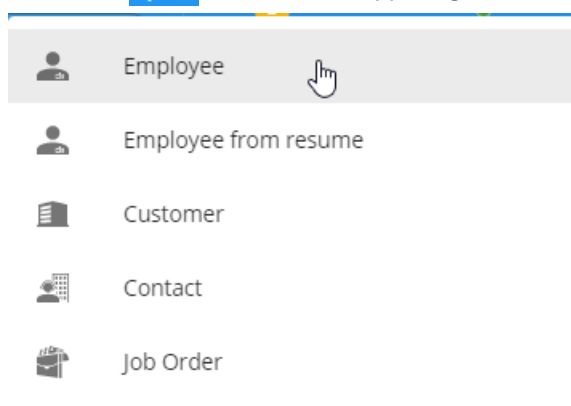 Employee
Employee from resume
Customer
Contact
Job Order